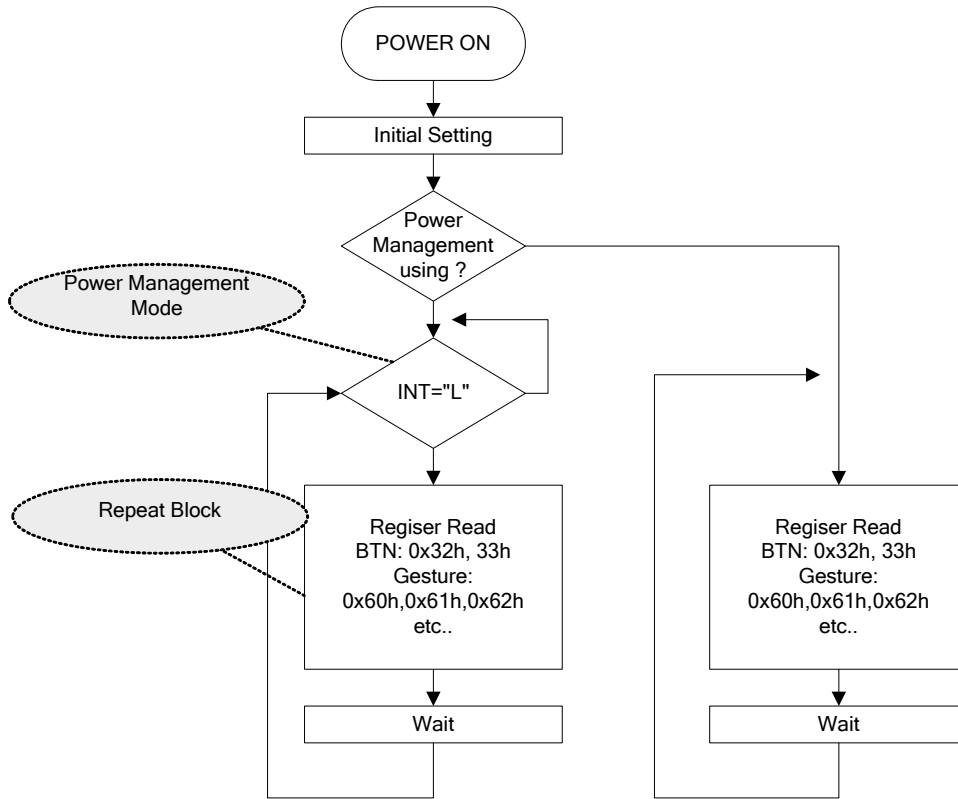 POWER ON
Initial Setting
Power
Management
using ?
Power Management
Mode
INT="L"
Repeat Block
Regiser Read
BTN: 0x32h, 33h
Gesture:
0x60h,0x61h,0x62h
etc..
Wait
Regiser Read
BTN: 0x32h, 33h
Gesture:
0x60h,0x61h,0x62h
etc..
Wait